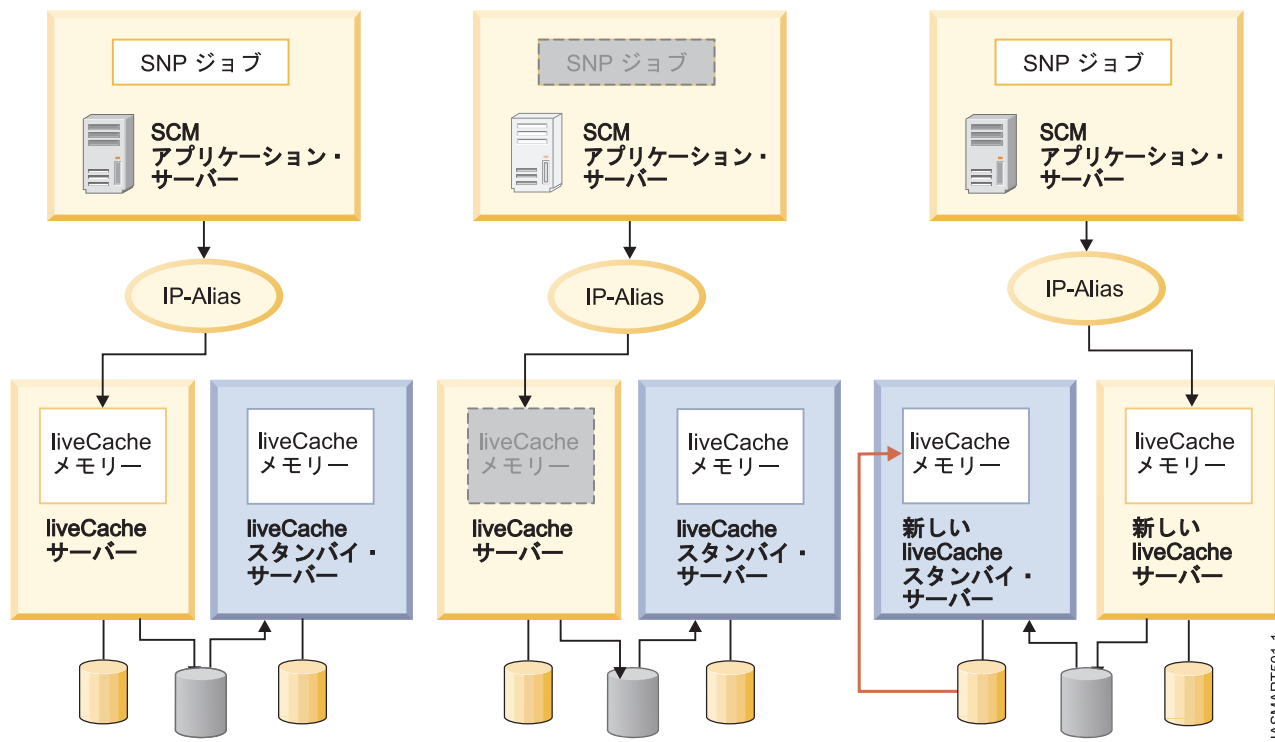 SNP ジョブ
SCM
アプリケーション・
サーバー
IP-Alias
liveCache
メモリー
liveCache
サーバー
liveCache
メモリー
liveCache
スタンバイ・
サーバー
SNP ジョブ
SCM
アプリケーション・
サーバー
IP-Alias
liveCache
メモリー
liveCache
サーバー
liveCache
メモリー
liveCache
スタンバイ・
サーバー
SNP ジョブ
SCM
アプリケーション・
サーバー
IP-Alias
liveCache
メモリー
新しい
liveCache
スタンバイ・
サーバー
liveCache
メモリー
新しい
liveCache
サーバー